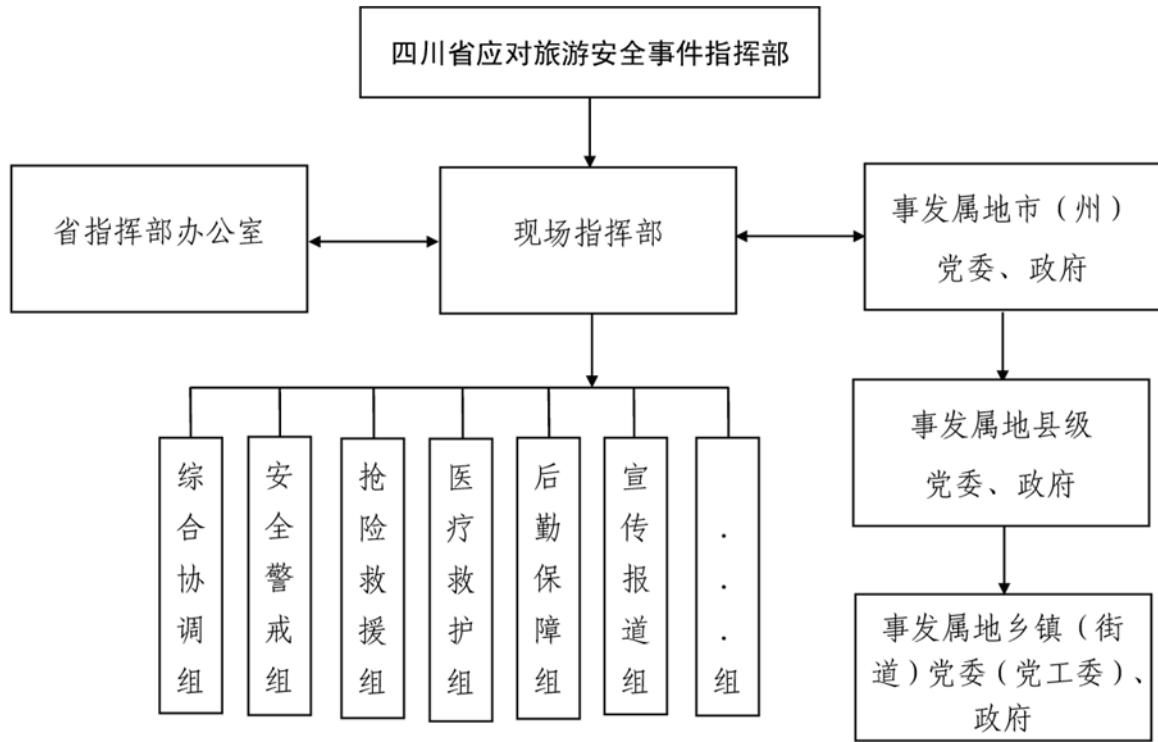 四川省应对旅游安全事件指挥部
省指挥部办公室
现场指挥部
事发属地市（州）
党委、政府
事发属地县级
党委、政府
事发属地乡镇（街
道）党委（党工委）、
政府
综合协调组
安全警戒组
抢险救援组
医疗救护组
后勤保障组
宣传报道组
...组